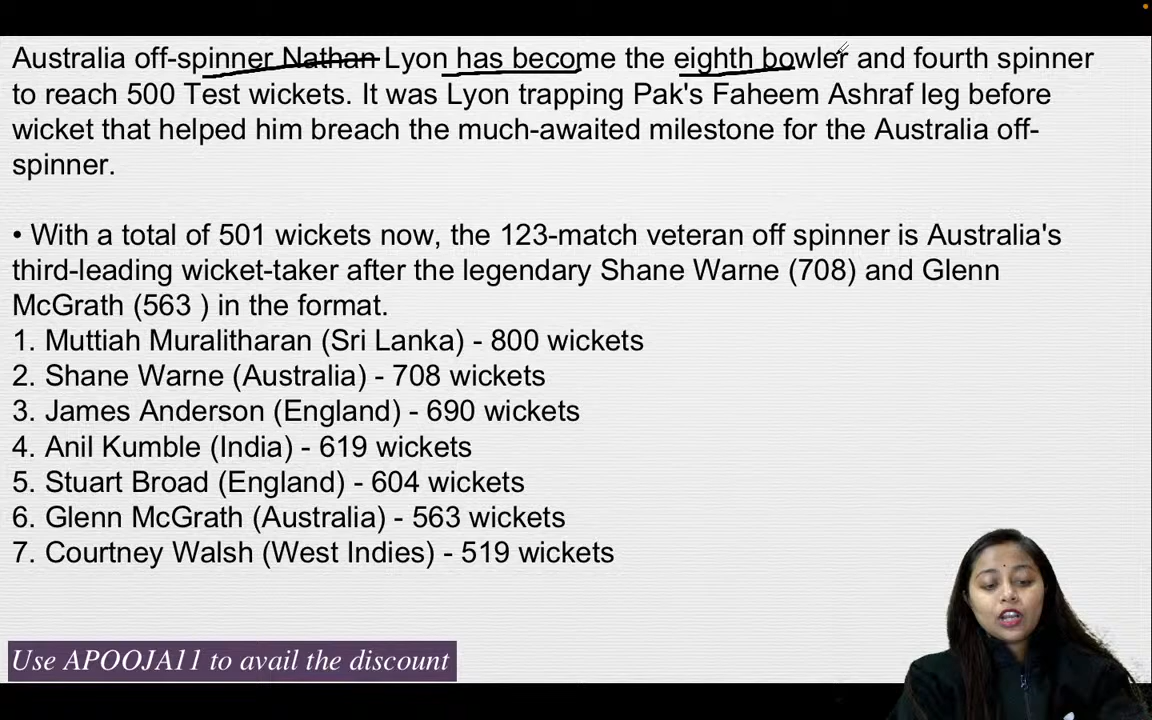 Australia off-spinner Nathan Lyon has become the eighth bowler and fourth spinner
to reach 500 Test wickets. It was Lyon trapping Pak's Faheem Ashraf leg before
wicket that helped him breach the much-awaited milestone for the Australia off-
spinner.
• With a total of 501 wickets now, the 123-match veteran off spinner is Australia's
third-leading wicket-taker after the legendary Shane Warne (708) and Glenn
McGrath (563 ) in the format.
1. Muttiah Muralitharan (Sri Lanka) - 800 wickets
2. Shane Warne (Australia) - 708 wickets
3. James Anderson (England) - 690 wickets
4. Anil Kumble (India) - 619 wickets
5. Stuart Broad (England) - 604 wickets
6. Glenn McGrath (Australia) - 563 wickets
7. Courtney Walsh (West Indies) - 519 wickets
Use APOOJA11 to avail the discount